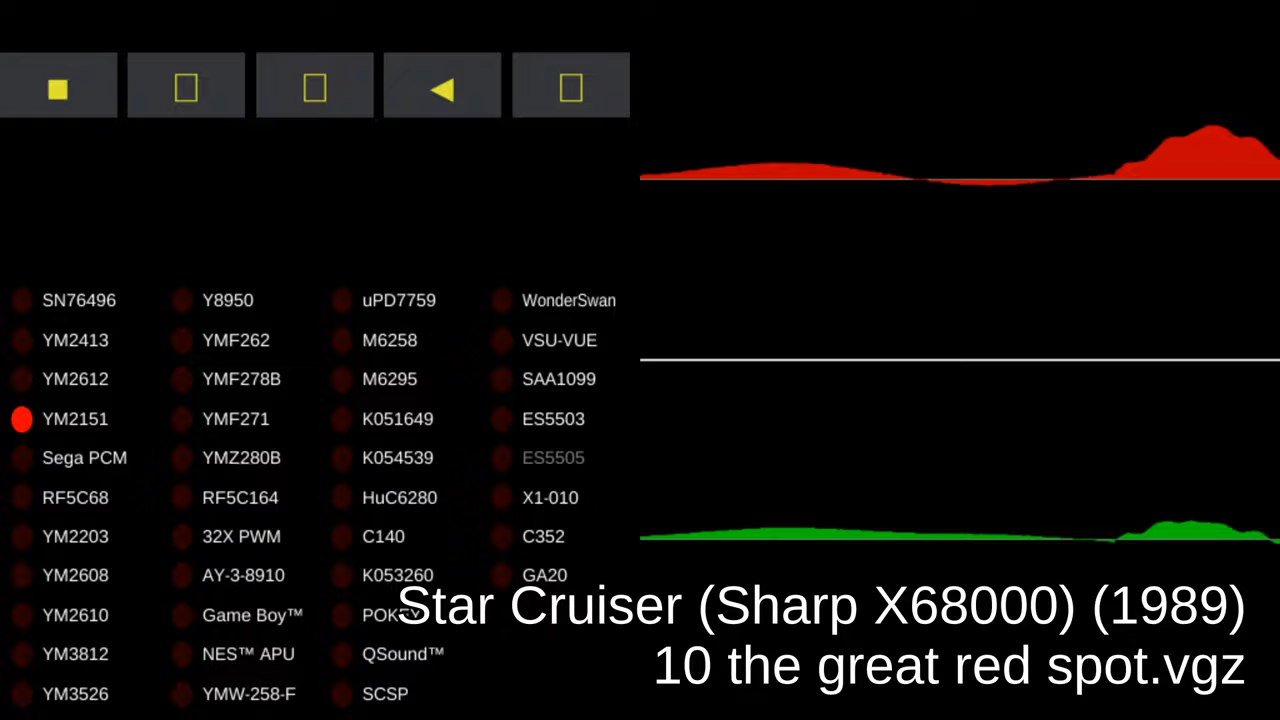 SN76496 Y8950 uPD7759 WonderSwan
YM2413 YMF262 M6258 VSU-VUE
YM2612 YMF278B M6295 SAA1099
YM2151 YMF271 K051649 ES5503
Sega PCM YMZ280B K054539 ES5505
RF5C68 RF5C164 HuC6280 X1-010
YM2203 32X PWM C140 C352
YM2608 AY-3-8910 K053260 GA20
YM2610 Game Boy™ POKEY
YM3812 NES™ APU QSound™
YM3526 YMW-258-F SCSP
Star Cruiser (Sharp X68000) (1989)
10 the great red spot.vgz